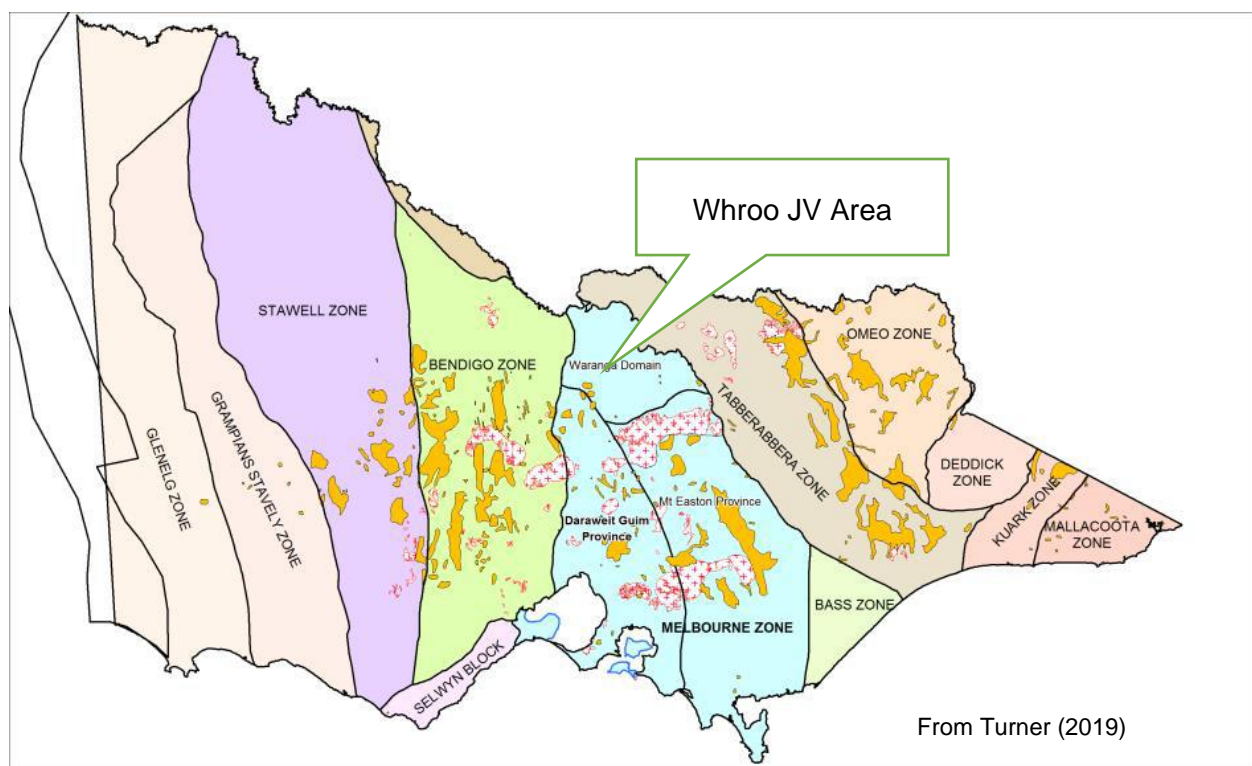 Whroo JV Area
STAWELL ZONE
OMEO ZONE
BENDIGO ZONE
Waranga Domain
TABBERABBERA ZONE
GRAMPIANS STAVELY ZONE
GLENELG ZONE
DEDDICK
ZONE
KUARK ZONE
Mt Easton Province
MALLACOOTA
ZONE
Daraweit Guim
Province
BASS ZONE
MELBOURNE ZONE
SELWYN BLOCK
From Turner (2019)